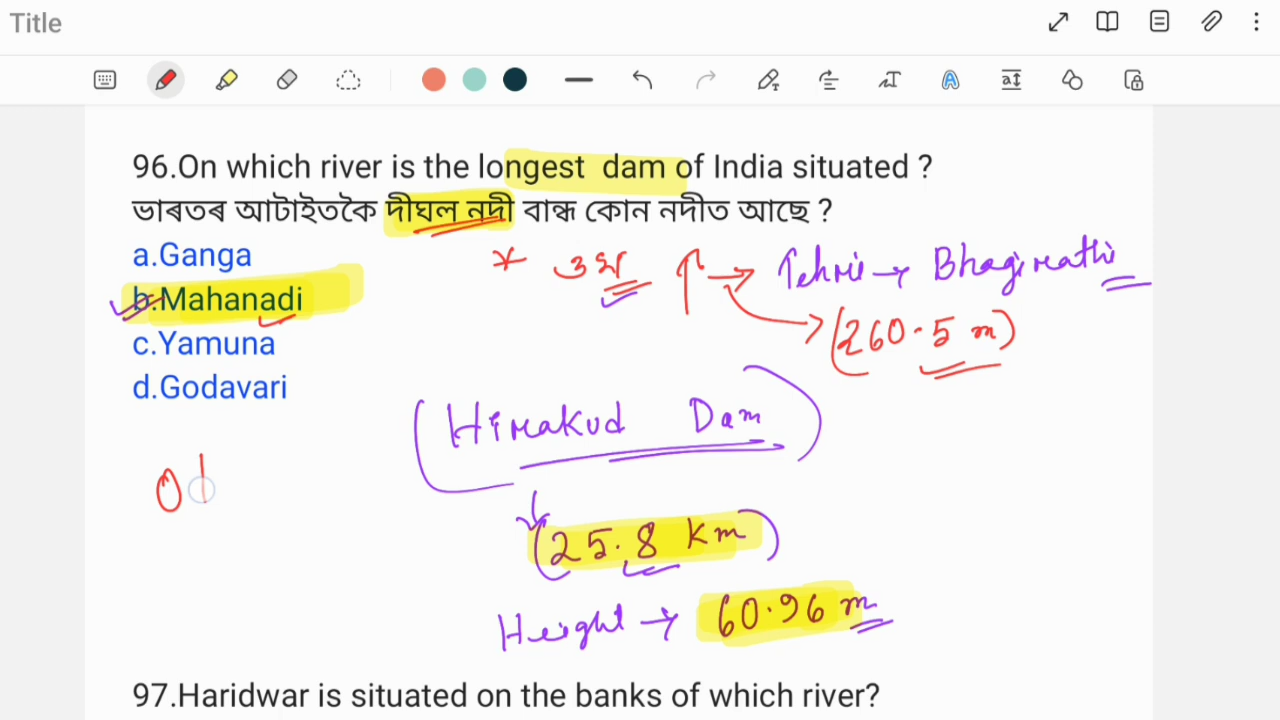 Title
96.On which river is the longest dam of India situated ?
ভাৰতৰ আটাইতকৈ দীঘল নদী বান্ধ কোন নদীত আছে ?
a.Ganga
b.Mahanadi
c.Yamuna
d.Godavari
* ওখ → Tehri → Bhagirathi
(260.5 m)
(Hirakud Dam)
(25.8 Km)
Height → 60.96 m
97.Haridwar is situated on the banks of which river?